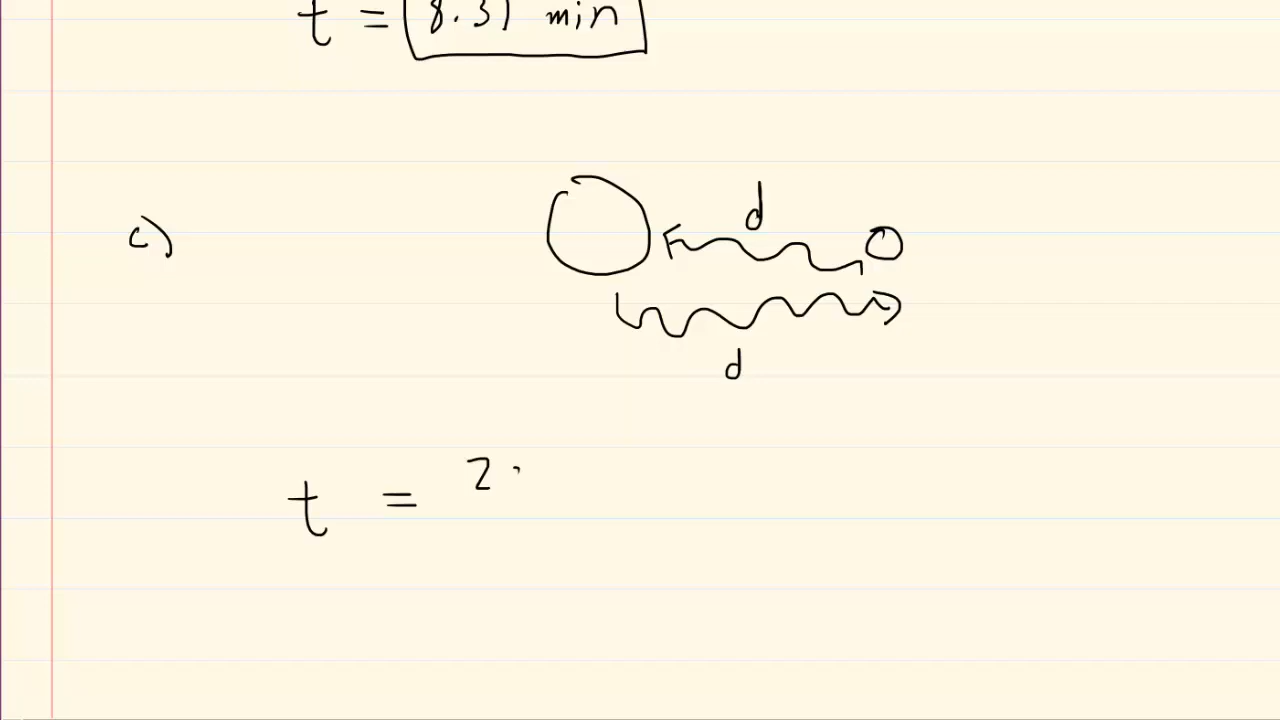 t = 8.31 min
c)
d
d
t = 2 ·